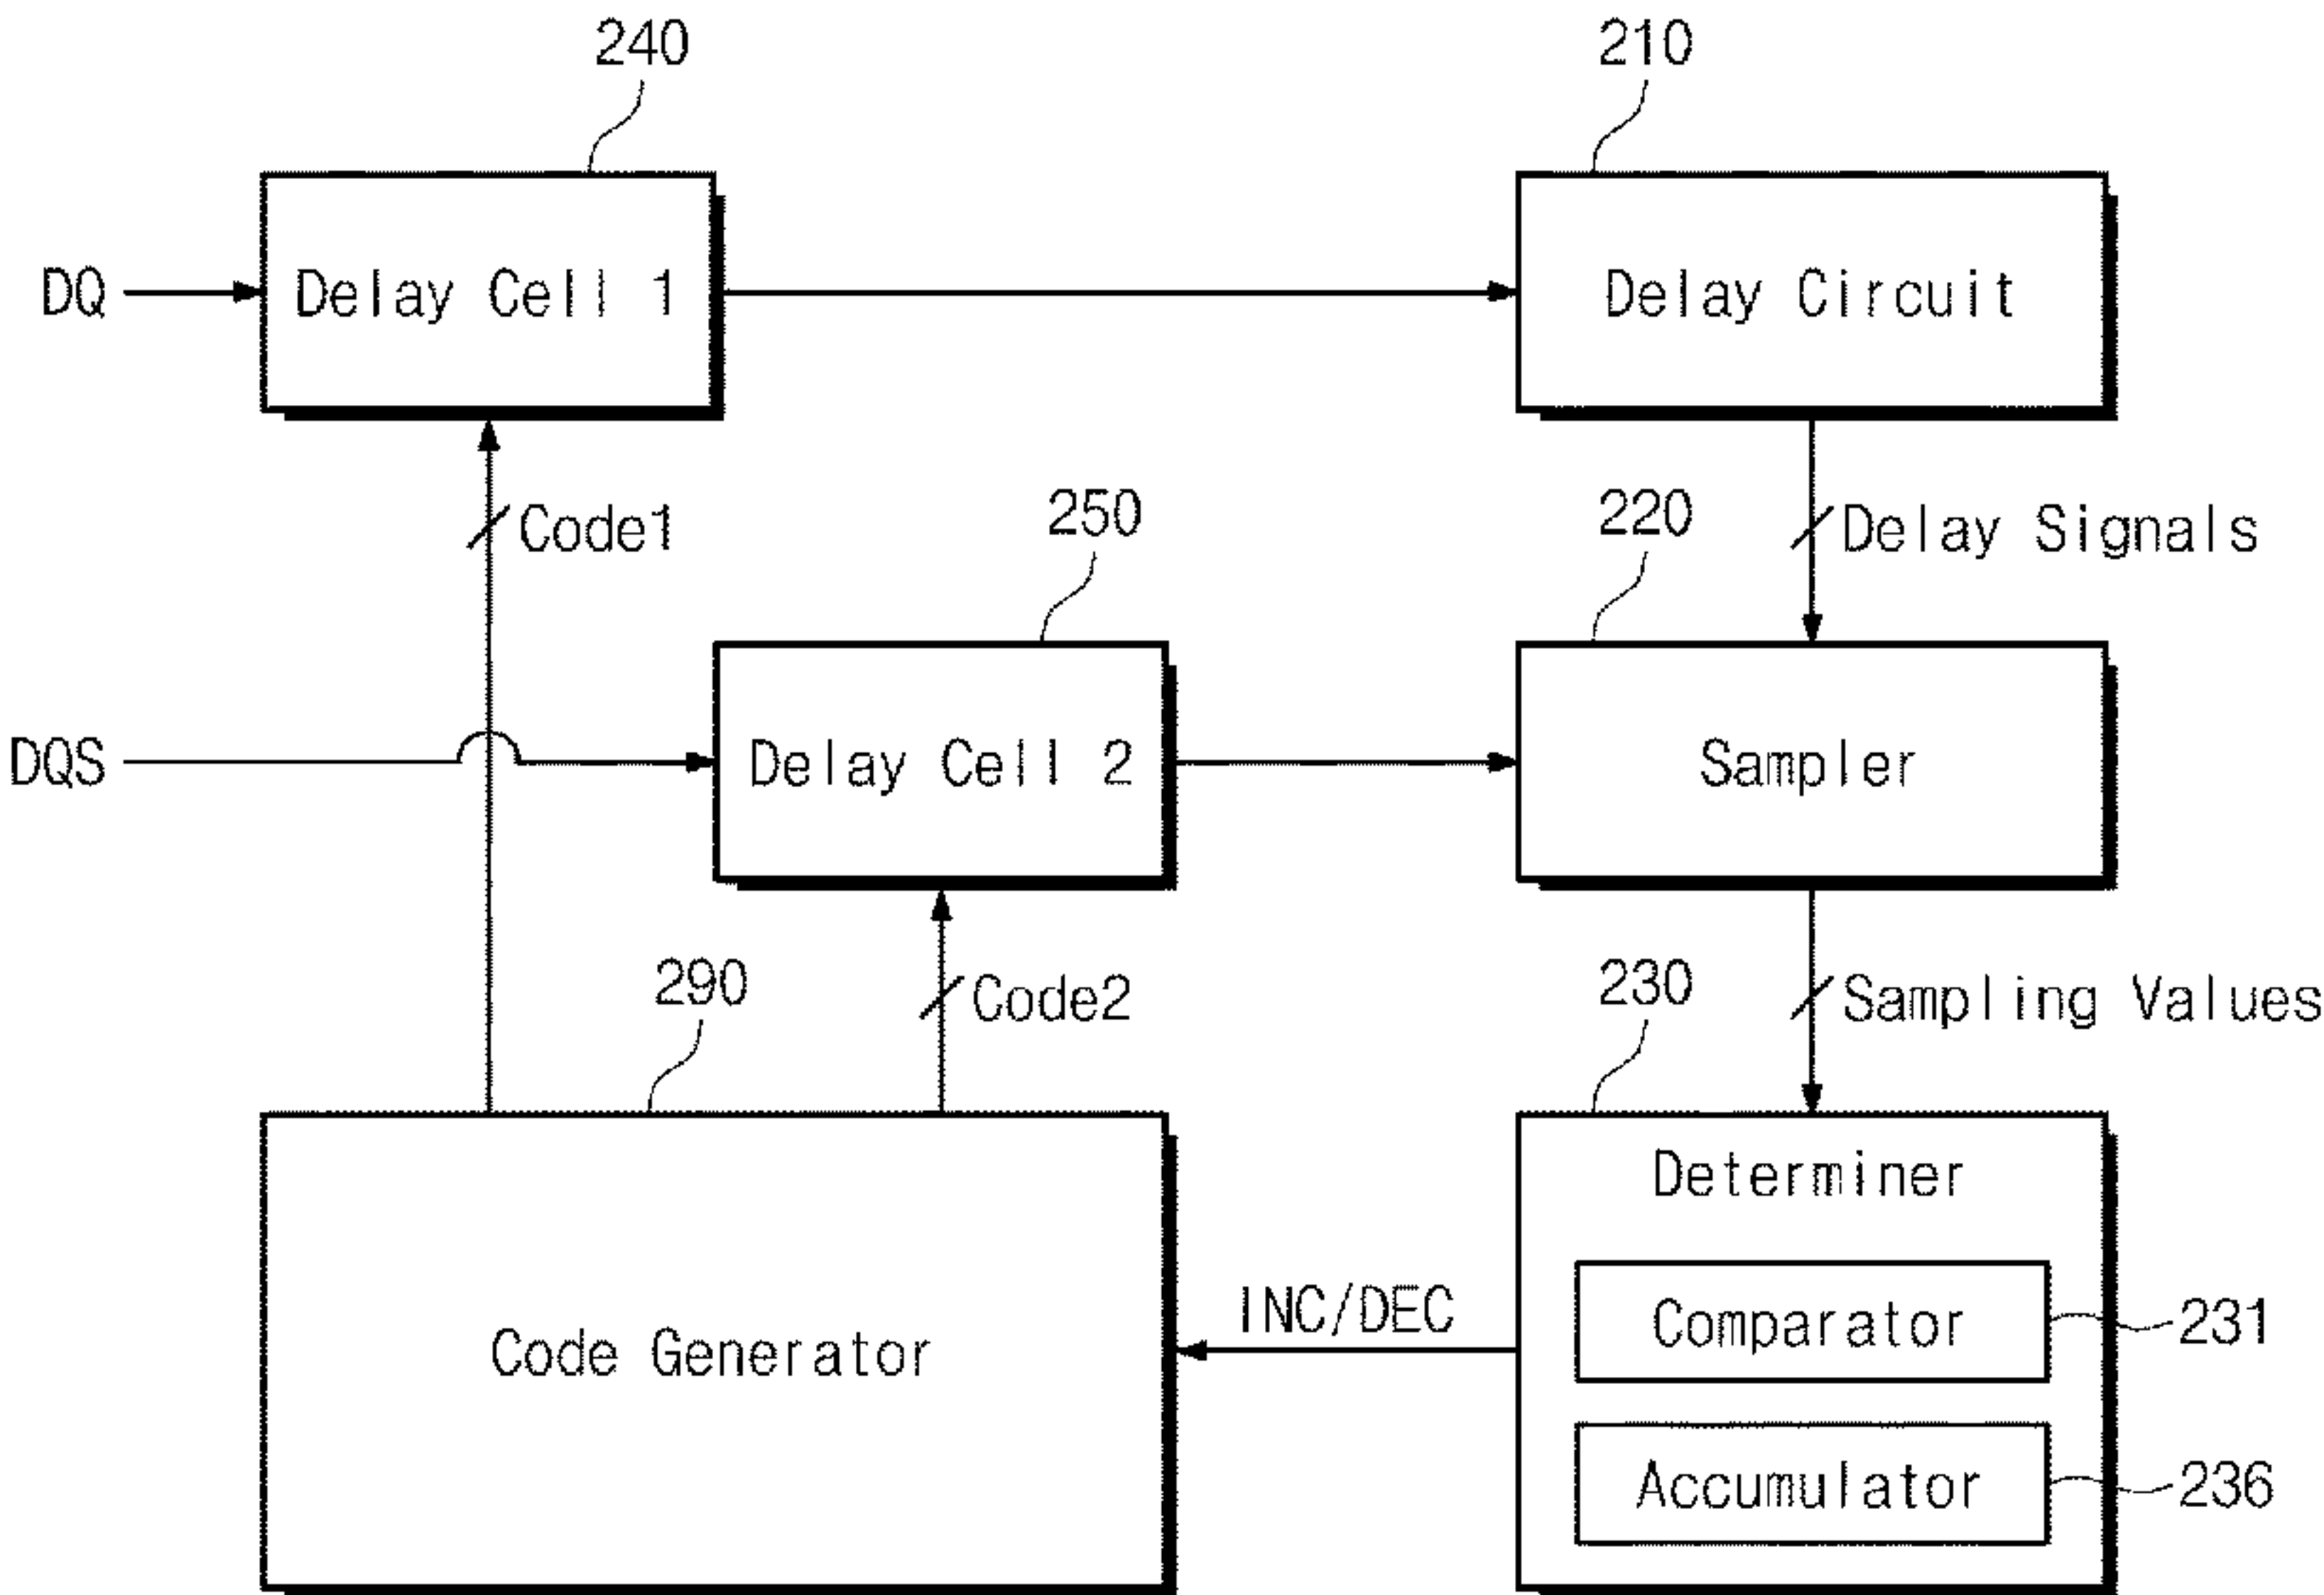 240
210
DQ
Delay Cell 1
Delay Circuit
Code1
250
220
Delay Signals
DQS
Delay Cell 2
Sampler
290
Code2
230
Sampling Values
Determiner
INC/DEC
Comparator
231
Code Generator
Accumulator
236